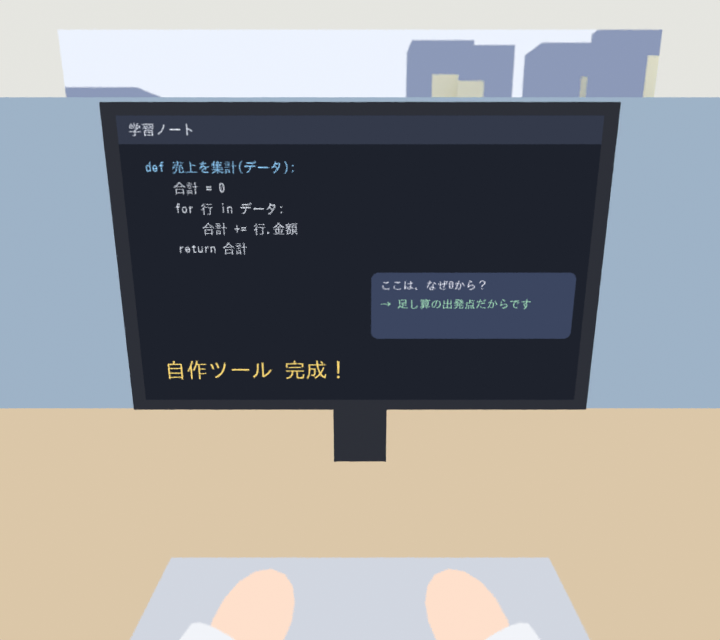 学習ノート
def 売上を集計(データ):
合計 = 0
for 行 in データ:
合計 += 行.金額
return 合計
ここは、なぜ0から？
→ 足し算の出発点だからです
自作ツール 完成！